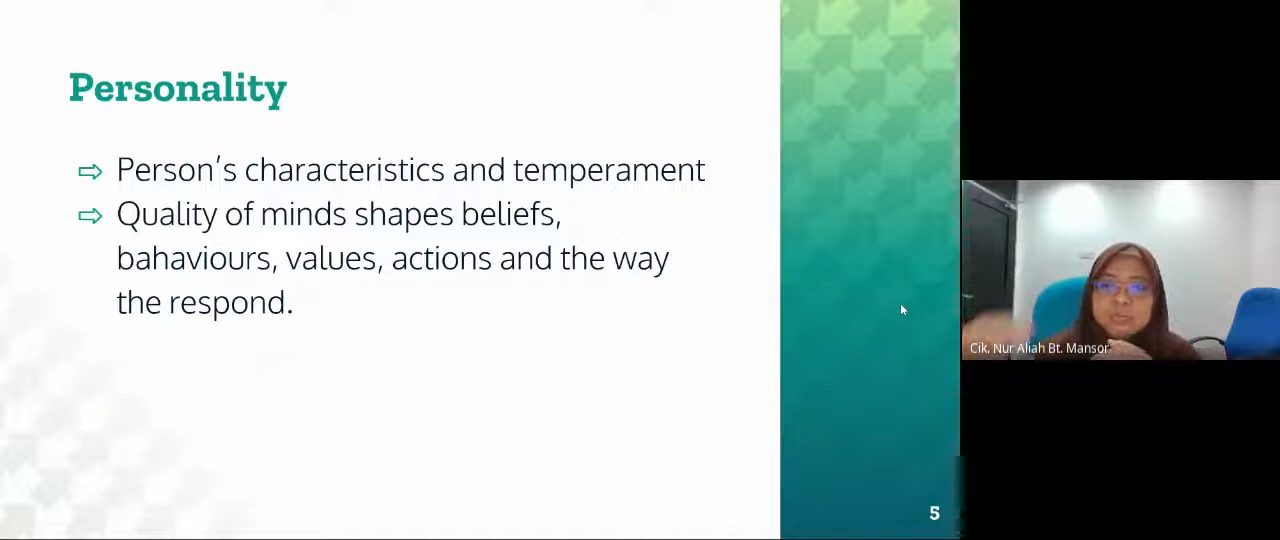 Personality
⇨ Person's characteristics and temperament
⇨ Quality of minds shapes beliefs,
bahaviours, values, actions and the way
the respond.
5
Cik. Nur Aliah Bt. Mansor